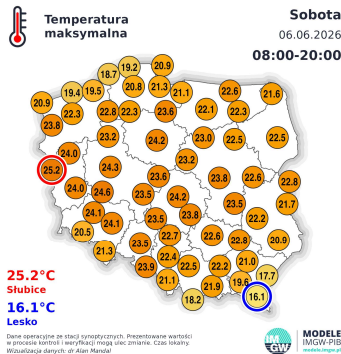 Temperatura
maksymalna
Sobota
06.06.2026
08:00-20:00
18.7 19.2 20.9
20.9 19.4 19.5 20.8 21.3 21.1 22.6 21.6
22.3 22.8 23.6 22.1 22.3
23.8 23.2 24.2 23.0 22.5 22.5
24.0 23.2
25.2 24.3 23.6 23.8 22.6 22.8
24.0 24.6 23.5 24.2 21.7
24.1 24.1 23.5 23.8 23.5 22.2
20.5 22.7 22.6 22.8 20.9
21.3 23.5 22.4
23.9 22.5 22.2 21.0
21.1 21.9 19.6 17.7
18.2 16.1
25.2°C
Słubice
16.1°C
Lesko
Dane operacyjne ze stacji synoptycznych. Prezentowane wartości
w procesie kontroli i weryfikacji mogą ulec zmianie. Czas lokalny.
Wizualizacja danych: dr Alan Mandal
IMGW
MODELE
IMGW-PIB
modele.imgw.pl